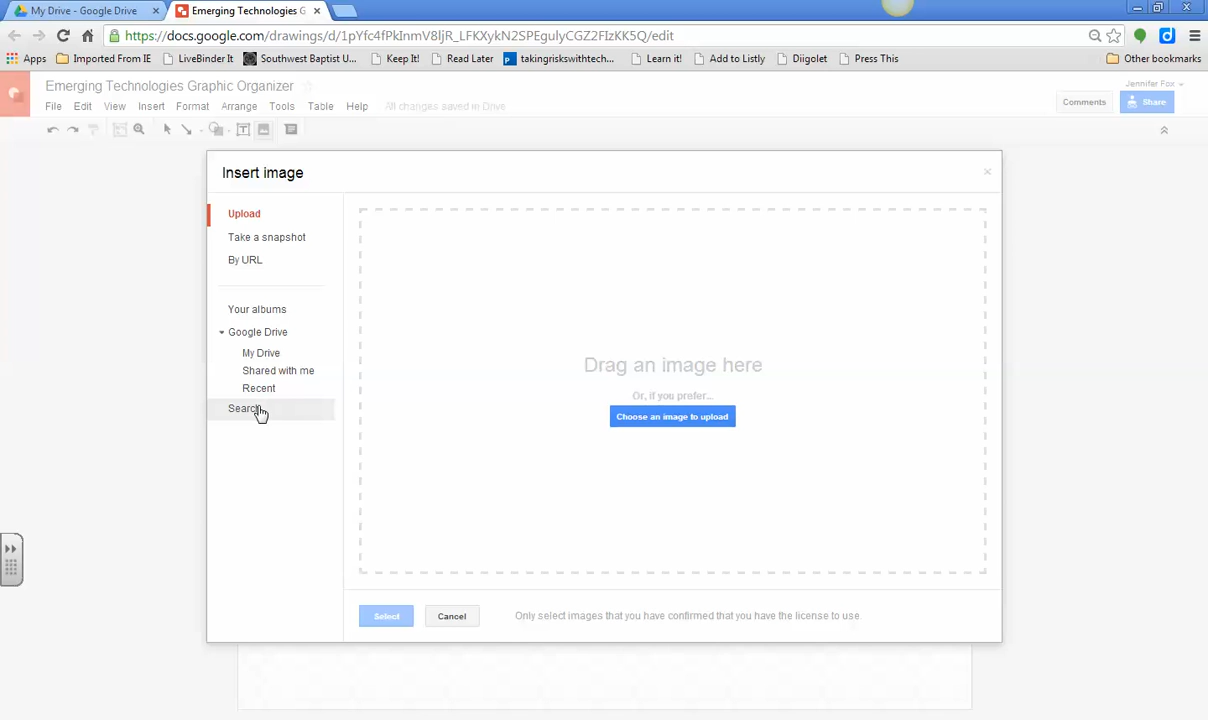 My Drive - Google Drive × Emerging Technologies G ×
https://docs.google.com/drawings/d/1pYfc4fPkInmV8ljR_LFKXykN2SPEgulyCGZ2FIzKK5Q/edit
Apps Imported From IE LiveBinder It! Southwest Baptist U... Keep It! Read Later takingriskswithtech... Learn it! Add to Listly Diigolet Press This Other bookmarks
Emerging Technologies Graphic Organizer
Jennifer Fox
File Edit View Insert Format Arrange Tools Table Help All changes saved in Drive
Comments Share
Insert image
Upload
Take a snapshot
By URL
Your albums
Google Drive
My Drive
Shared with me
Recent
Search
Drag an image here
Or, if you prefer...
Choose an image to upload
Select Cancel Only select images that you have confirmed that you have the license to use.